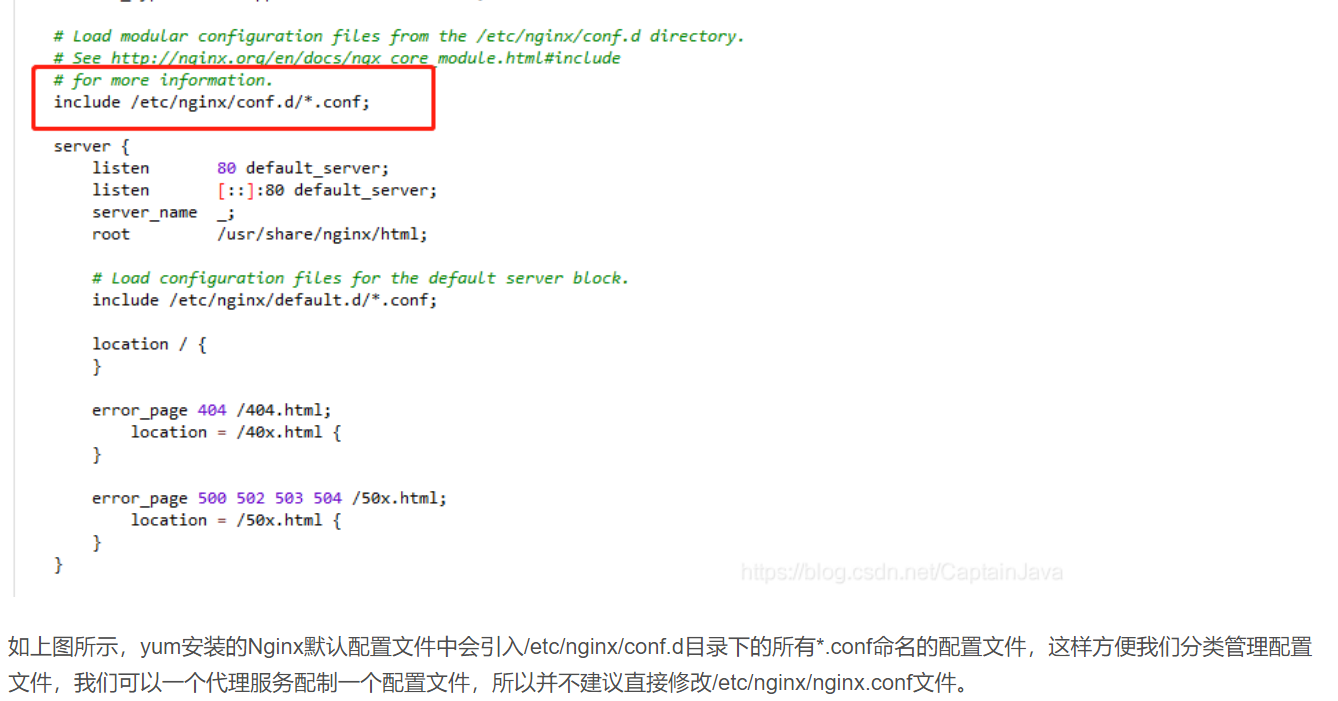 # Load modular configuration files from the /etc/nginx/conf.d directory.
# See http://nginx.org/en/docs/ngx_core_module.html#include
# for more information.
include /etc/nginx/conf.d/*.conf;
server {
listen 80 default_server;
listen [::]:80 default_server;
server_name _;
root /usr/share/nginx/html;
# Load configuration files for the default server block.
include /etc/nginx/default.d/*.conf;
location / {
}
error_page 404 /404.html;
location = /40x.html {
}
error_page 500 502 503 504 /50x.html;
location = /50x.html {
}
}
https://blog.csdn.net/CaptainJava
如上图所示，yum安装的Nginx默认配置文件中会引入/etc/nginx/conf.d目录下的所有*.conf命名的配置文件，这样方便我们分类管理配置
文件，我们可以一个代理服务配制一个配置文件，所以并不建议直接修改/etc/nginx/nginx.conf文件。